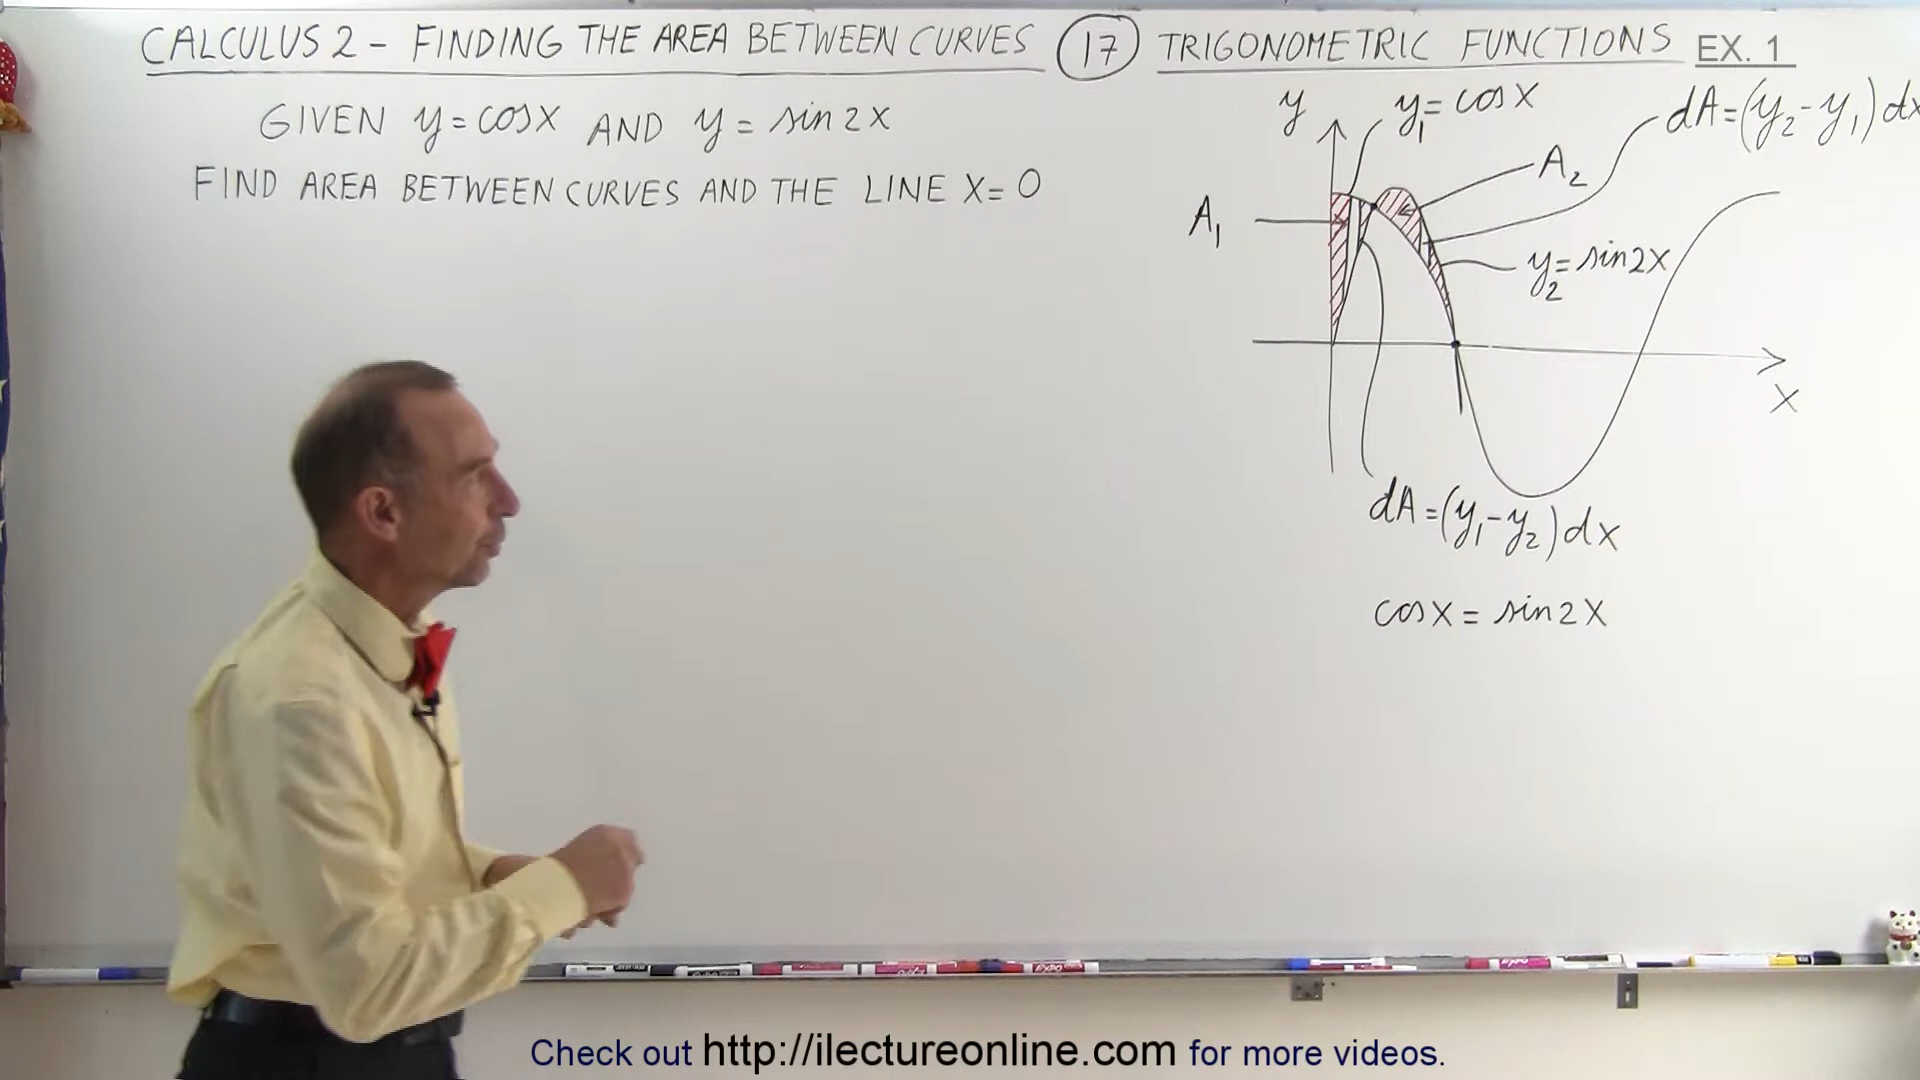 CALCULUS 2 - FINDING THE AREA BETWEEN CURVES (17) TRIGONOMETRIC FUNCTIONS EX. 1
GIVEN y = cos x AND y = sin 2x
FIND AREA BETWEEN CURVES AND THE LINE X = 0
y
y₁ = cos x
dA = (y₂ - y₁) dx
A₂
A₁
y₂ = sin 2x
x
dA = (y₁ - y₂) dx
cos x = sin 2x
Check out http://ilectureonline.com for more videos.